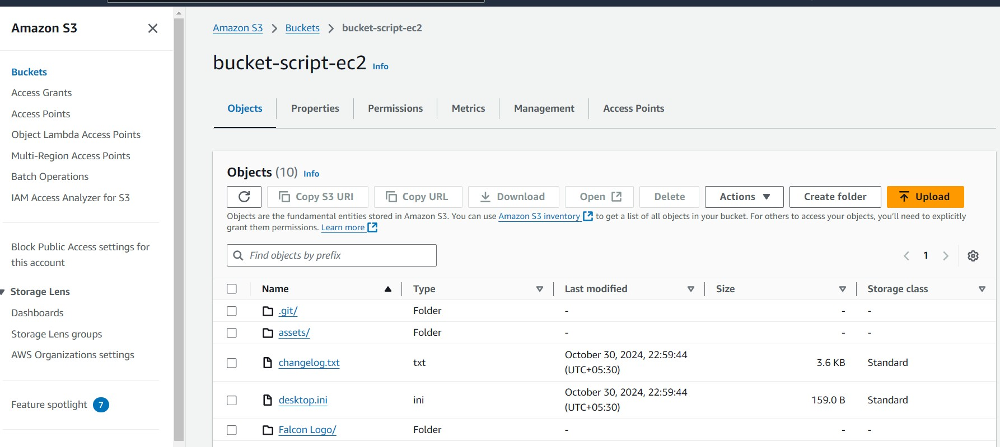 Amazon S3
Buckets
Access Grants
Access Points
Object Lambda Access Points
Multi-Region Access Points
Batch Operations
IAM Access Analyzer for S3
Block Public Access settings for
this account
Storage Lens
Dashboards
Storage Lens groups
AWS Organizations settings
Feature spotlight 7
Amazon S3 Buckets bucket-script-ec2
bucket-script-ec2 Info
Objects Properties Permissions Metrics Management Access Points
Objects (10) Info
Copy S3 URI Copy URL Download Open Delete Actions Create folder Upload
Objects are the fundamental entities stored in Amazon S3. You can use Amazon S3 inventory to get a list of all objects in your bucket. For others to access your objects, you'll need to explicitly
grant them permissions. Learn more
Find objects by prefix
1
Name Type Last modified Size Storage class
.git/ Folder - - -
assets/ Folder - - -
changelog.txt txt October 30, 2024, 22:59:44 3.6 KB Standard
(UTC+05:30)
desktop.ini ini October 30, 2024, 22:59:44 159.0 B Standard
(UTC+05:30)
Falcon Logo/ Folder - - -